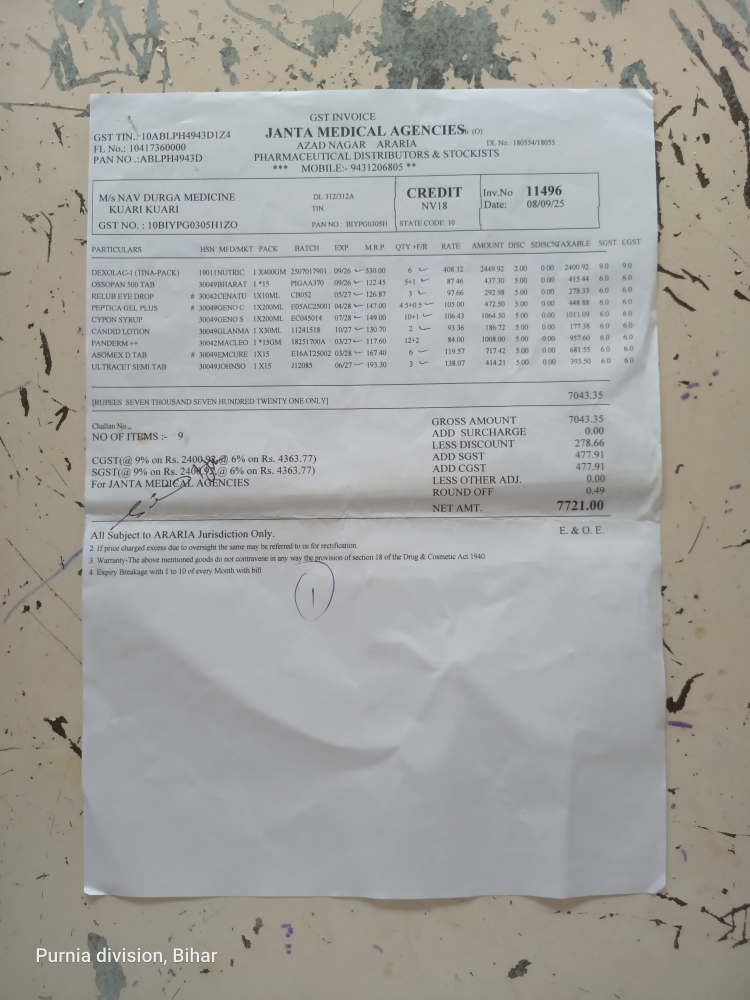 GST INVOICE
GST TIN.: 10ABLPH4943D1Z4
JANTA MEDICAL AGENCIES (O)
FL No.: 10417360000
AZAD NAGAR ARARIA
DL No. 180554/18055
PAN NO .:ABLPH4943D
PHARMACEUTICAL DISTRIBUTORS & STOCKISTS
*** MOBILE:- 9431206805 **
M/s NAV DURGA MEDICINE
KUARI KUARI
GST NO. : 10BIYPG0305H1ZO
DL 312/312A
TIN
PAN NO : BIYPG0305H
CREDIT
NV18
STATE CODE: 10
Inv.No 11496
Date: 08/09/25
PARTICULARS HSN MFD/MKT PACK BATCH EXP. M.R.P. QTY +F/R RATE AMOUNT DISC SDISC%TAXABLE SGST CGST
DEXOLAC-1 (TINA-PACK) 19011NUTRIC 1 X400GM 2507017901 09/26 530.00 6 408.32 2449.92 2.00 0.00 2400.92 9.0 9.0
OSSOPAN 500 TAB 30049BHARAT 1 *15 PIGAA370 09/26 122.45 5+1 87.46 437.30 5.00 0.00 415.44 6.0 6.0
RELUB EYE DROP # 30042CENATU 1X10ML CB052 05/27 126.87 3 97.66 292.98 5.00 0.00 278.33 6.0 6.0
PEPTICA GEL PLUS # 30049GENO C 1X200ML E05AC25001 04/28 147.00 4.5+0.5 105.00 472.50 5.00 0.00 448.88 6.0 6.0
CYPON SYRUP 30049GENO S 1X200ML EC045014 07/28 149.00 10+1 106.43 1064.30 5.00 0.00 1011.09 6.0 6.0
CANDID LOTION 30049GLANMA 1 X30ML 11241518 10/27 130.70 2 93.36 186.72 5.00 0.00 177.38 6.0 6.0
PANDERM ++ 30042MACLEO 1 *15GM 18251700A 03/27 117.60 12+2 84.00 1008.00 5.00 0.00 957.60 6.0 6.0
ASOMEX D TAB # 30049EMCURE 1X15 E16AT25002 03/28 167.40 6 119.57 717.42 5.00 0.00 681.55 6.0 6.0
ULTRACET SEMI TAB 30049JOHNSO 1 X15 J12085 06/27 193.30 3 138.07 414.21 5.00 0.00 393.50 6.0 6.0
7043.35
[RUPEES SEVEN THOUSAND SEVEN HUNDRED TWENTY ONE ONLY]
Challan No.,
NO OF ITEMS :- 9
GROSS AMOUNT 7043.35
ADD SURCHARGE 0.00
LESS DISCOUNT 278.66
ADD SGST 477.91
ADD CGST 477.91
LESS OTHER ADJ. 0.00
ROUND OFF 0.49
NET AMT. 7721.00
CGST(@ 9% on Rs. 2400.92,@ 6% on Rs. 4363.77)
SGST(@ 9% on Rs. 2400.92,@ 6% on Rs. 4363.77)
For JANTA MEDICAL AGENCIES
All Subject to ARARIA Jurisdiction Only.
E. & O. E.
2. If price charged excess due to oversight the same may be referred to us for rectification.
3. Warranty-The above mentioned goods do not contravene in any way the provision of section 18 of the Drug & Cosmetic Act 1940.
4. Expiry Breakage with 1 to 10 of every Month with bill.
1
Purnia division, Bihar